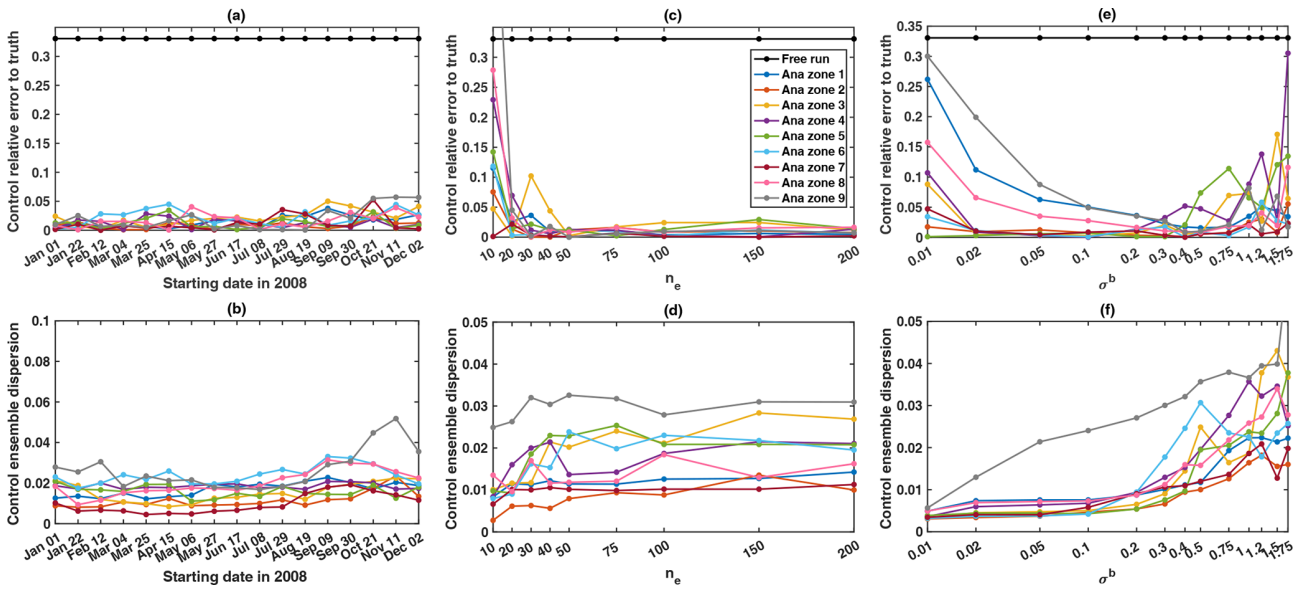 (a)
Control relative error to truth
0.3
0.25
0.2
0.15
0.1
0.05
0
Jan 01
Jan 22
Feb 12
Mar 04
Mar 25
Apr 15
May 06
May 27
Jun 17
Jul 08
Jul 29
Aug 19
Sep 09
Sep 30
Oct 21
Nov 11
Dec 02
Starting date in 2008
(c)
Control relative error to truth
0.3
0.25
0.2
0.15
0.1
0.05
0
Free run
Ana zone 1
Ana zone 2
Ana zone 3
Ana zone 4
Ana zone 5
Ana zone 6
Ana zone 7
Ana zone 8
Ana zone 9
10
20
30
40
50
75
100
150
200
nₑ
(e)
Control relative error to truth
0.35
0.3
0.25
0.2
0.15
0.1
0.05
0
0.01
0.02
0.05
0.1
0.2
0.3
0.4
0.5
0.75
1
1.2
1.5
1.75
σᵇ
(b)
Control ensemble dispersion
0.1
0.08
0.06
0.04
0.02
0
Jan 01
Jan 22
Feb 12
Mar 04
Mar 25
Apr 15
May 06
May 27
Jun 17
Jul 08
Jul 29
Aug 19
Sep 09
Sep 30
Oct 21
Nov 11
Dec 02
Starting date in 2008
(d)
Control ensemble dispersion
0.05
0.04
0.03
0.02
0.01
0
10
20
30
40
50
75
100
150
200
nₑ
(f)
Control ensemble dispersion
0.05
0.04
0.03
0.02
0.01
0
0.01
0.02
0.05
0.1
0.2
0.3
0.4
0.5
0.75
1
1.2
1.5
1.75
σᵇ